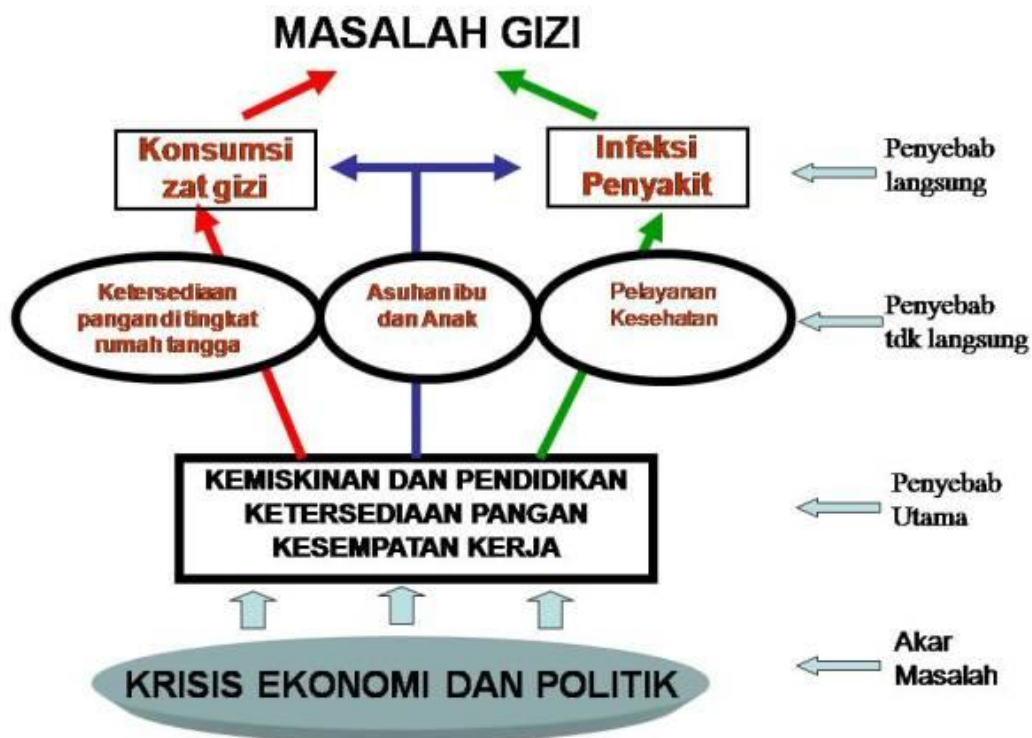 MASALAH GIZI
Konsumsi
zat gizi
Infeksi
Penyakit
Penyebab
langsung
Ketersediaan
pangan di tingkat
rumah tangga
Asuhan ibu
dan Anak
Pelayanan
Kesehatan
Penyebab
tdk langsung
KEMISKINAN DAN PENDIDIKAN
KETERSEDIAAN PANGAN
KESEMPATAN KERJA
Penyebab
Utama
KRISIS EKONOMI DAN POLITIK
Akar
Masalah